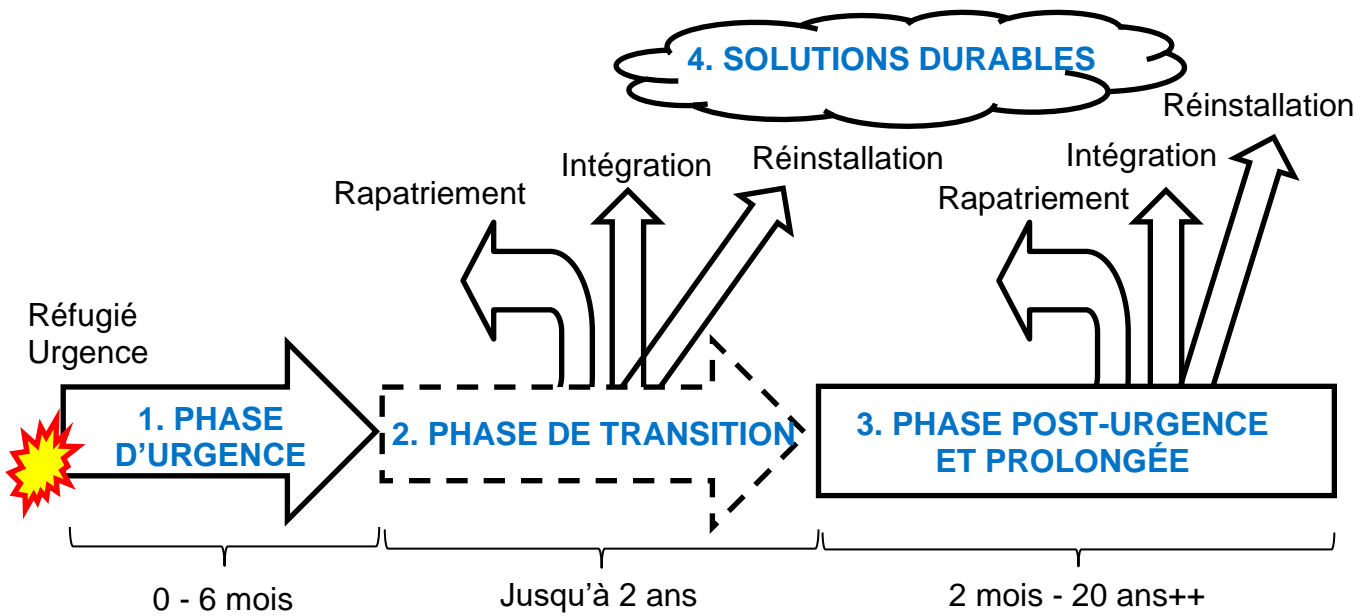 4. SOLUTIONS DURABLES
Réinstallation
Intégration
Réinstallation
Intégration
Rapatriement
Rapatriement
Réfugié
Urgence
1. PHASE
D’URGENCE
2. PHASE DE TRANSITION
3. PHASE POST-URGENCE
ET PROLONGÉE
0 - 6 mois
Jusqu’à 2 ans
2 mois - 20 ans++